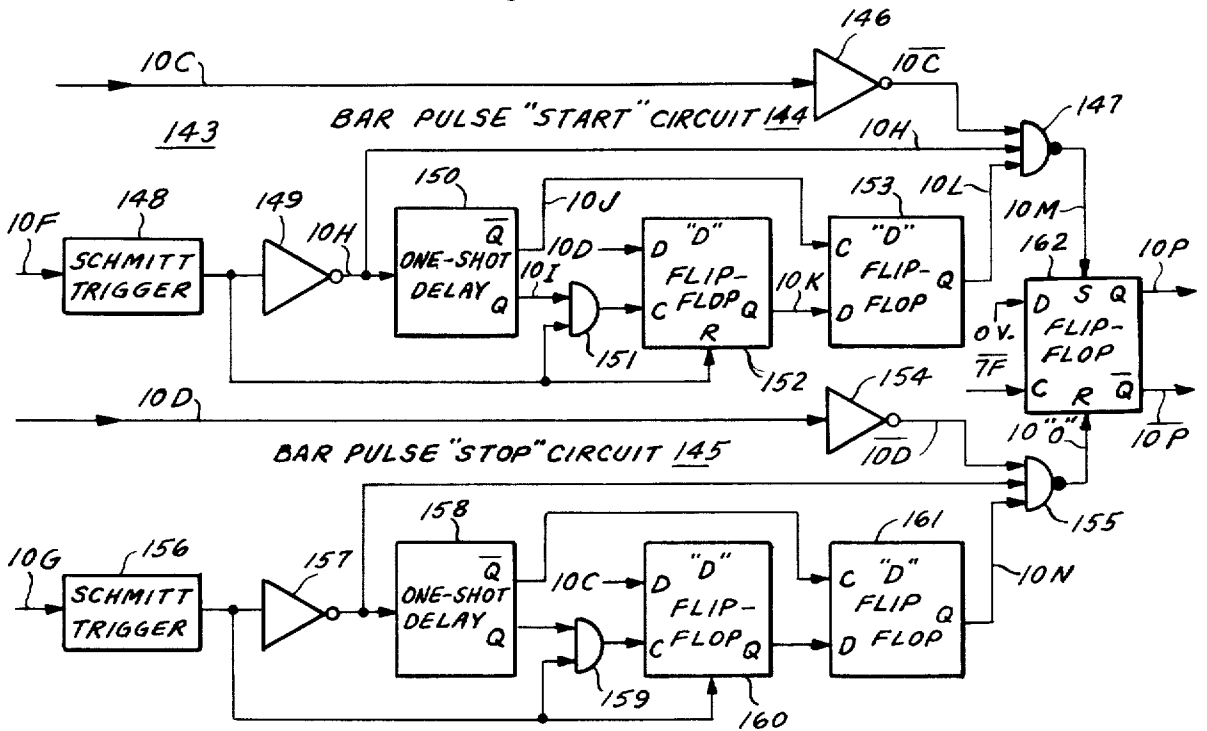 146
10C
10C̅
BAR PULSE "START" CIRCUIT 144
147
143
10H
150
10L
153
148
149
10J
10M
10F
10H
Q̅
10D
D
"D"
C
"D"
162
10P
SCHMITT
TRIGGER
ONE-SHOT
DELAY
10I
FLIP-
FLOP
10K
FLIP-
FLOP
Q
D
S
Q
Q
C
Q
D
0V.
FLIP-
FLOP
151
R
152
7F̅
C
R
Q̅
10D
154
10D̅
10"O"
10P̅
BAR PULSE "STOP" CIRCUIT 145
158
161
155
10G
156
157
Q̅
10C
D
"D"
C
"D"
10N
SCHMITT
TRIGGER
ONE-SHOT
DELAY
FLIP-
FLOP
FLIP
FLOP
Q
Q
C
Q
D
159
160